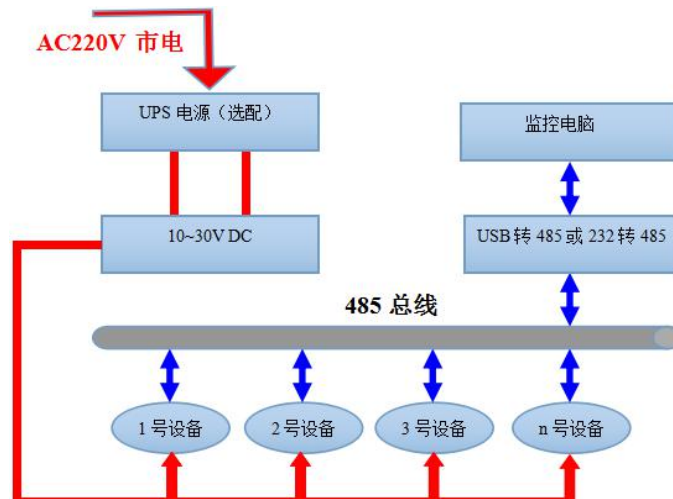 AC220V 市电
UPS 电源（选配）
监控电脑
10~30V DC
USB 转 485 或 232 转 485
485 总线
1 号设备
2 号设备
3 号设备
n 号设备